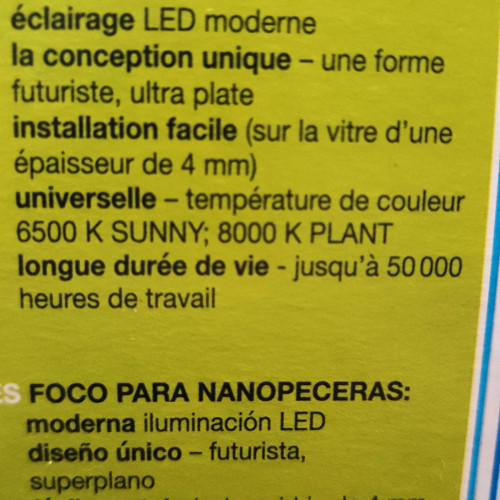 éclairage LED moderne
la conception unique – une forme
futuriste, ultra plate
installation facile (sur la vitre d'une
épaisseur de 4 mm)
universelle – température de couleur
6500 K SUNNY; 8000 K PLANT
longue durée de vie - jusqu'à 50 000
heures de travail
ES FOCO PARA NANOPECERAS:
moderna iluminación LED
diseño único – futurista,
superplano